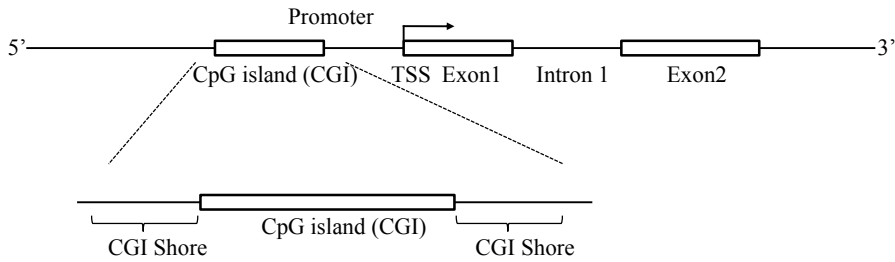 Promoter
5’ 3’
CpG island (CGI) TSS Exon1 Intron 1 Exon2
CpG island (CGI)
CGI Shore CGI Shore